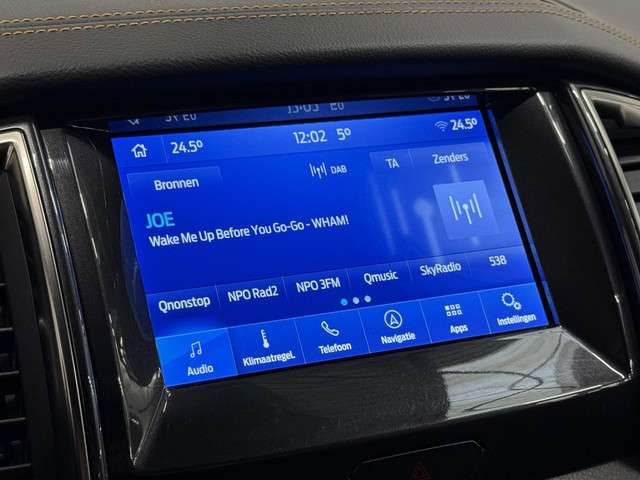 24.5° 12:02 5° 24.5°
Bronnen DAB TA Zenders
JOE
Wake Me Up Before You Go-Go - WHAM!
Qnonstop NPO Rad2 NPO 3FM Qmusic SkyRadio 538
Audio Klimaatregel. Telefoon Navigatie Apps Instellingen